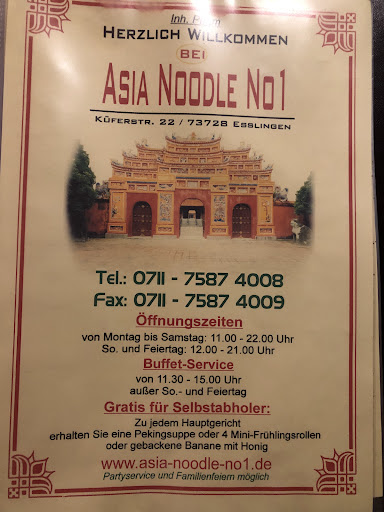 Inh. 
HERZLICH WILLKOMMEN
BEI
ASIA NOODLE NO1
KÜFERSTR. 22 / 73728 ESSLINGEN
Tel.: 0711 - 7587 4008
Fax: 0711 - 7587 4009
Öffnungszeiten
von Montag bis Samstag: 11.00 - 22.00 Uhr
So. und Feiertag: 12.00 - 21.00 Uhr
Buffet-Service
von 11.30 - 15.00 Uhr
außer So.- und Feiertag
Gratis für Selbstabholer:
Zu jedem Hauptgericht
erhalten Sie eine Pekingsuppe oder 4 Mini-Frühlingsrollen
oder gebackene Banane mit Honig
www.asia-noodle-no1.de
Partyservice und Familienfeiern möglich